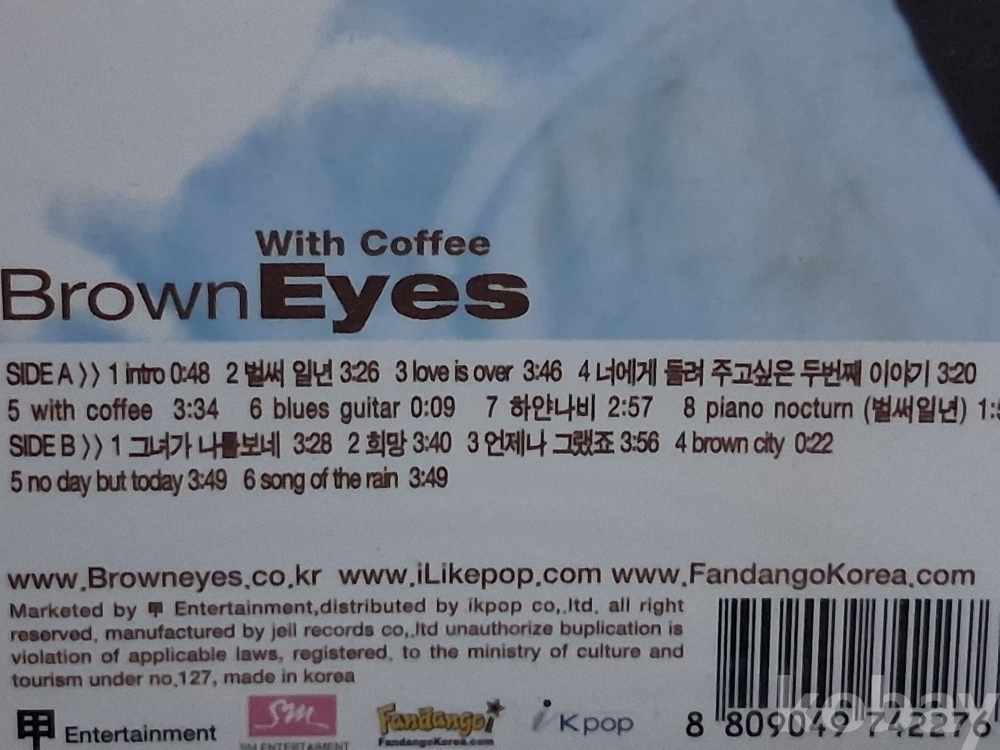 With Coffee
Brown Eyes
SIDE A 〉〉 1 intro 0:48 2 벌써 일년 3:26 3 love is over 3:46 4 너에게 들려 주고싶은 두번째 이야기 3:20
5 with coffee 3:34 6 blues guitar 0:09 7 하얀나비 2:57 8 piano nocturn (벌써일년)
SIDE B 〉〉 1 그녀가 나를보네 3:28 2 희망 3:40 3 언제나 그랬죠 3:56 4 brown city 0:22
5 no day but today 3:49 6 song of the rain 3:49
www.Browneyes.co.kr www.iLikepop.com www.FandangoKorea.com
Marketed by 甲 Entertainment,distributed by ikpop co,.ltd. all right
reserved, manufactured by jeil records co,.ltd unauthorize buplication is
violation of applicable laws, registered, to the ministry of culture and
tourism under no,127, made in korea
甲 Entertainment
SM
SM ENTERTAINMENT
Fandango
FandangoKorea.com
i Kpop
8 809049 742276
kobay